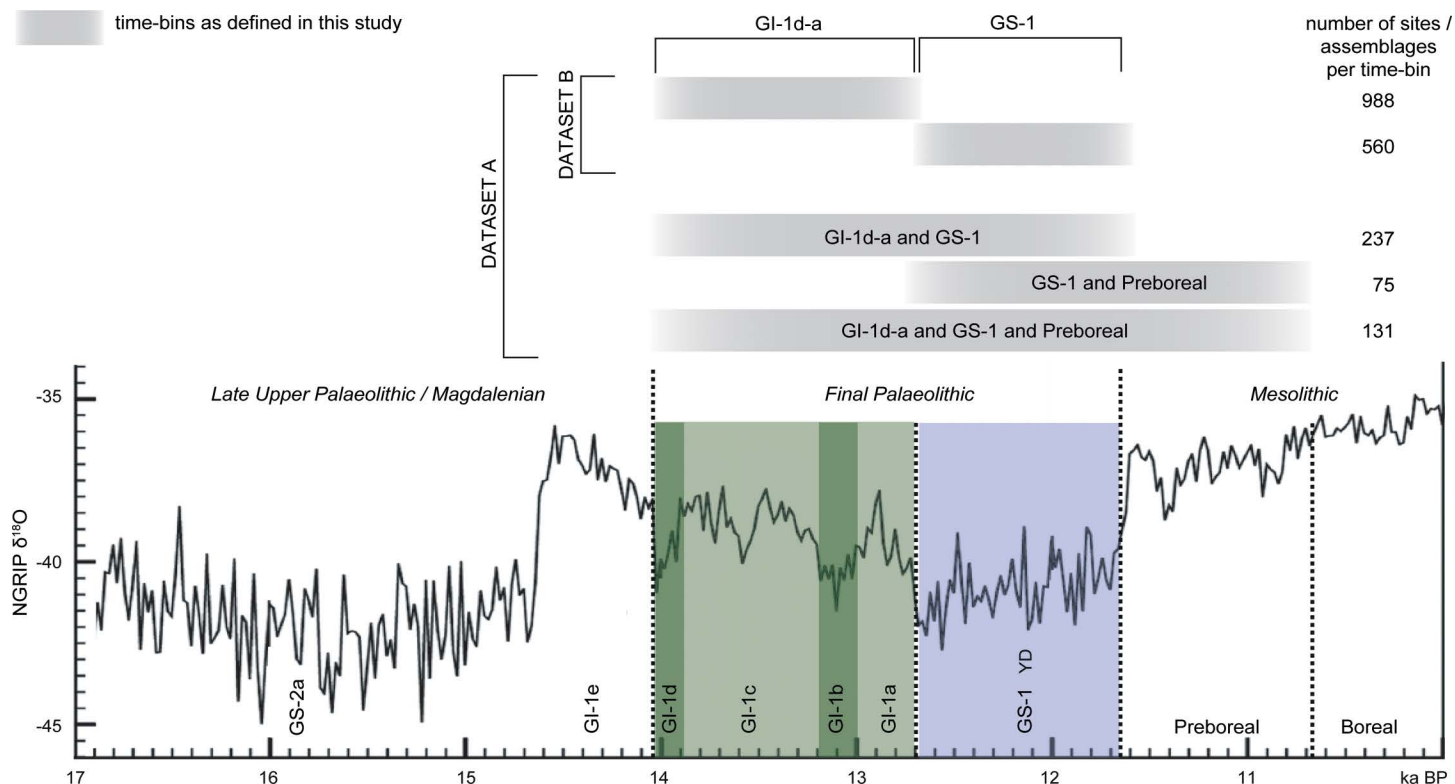 time-bins as defined in this study
GI-1d-a
GS-1
number of sites /
assemblages
per time-bin
DATASET A
DATASET B
988
560
GI-1d-a and GS-1
237
GS-1 and Preboreal
75
GI-1d-a and GS-1 and Preboreal
131
Late Upper Palaeolithic / Magdalenian
Final Palaeolithic
Mesolithic
NGRIP δ¹⁸O
-35
-40
-45
GS-2a
GI-1e
GI-1d
GI-1c
GI-1b
GI-1a
GS-1 YD
Preboreal
Boreal
17
16
15
14
13
12
11
ka BP